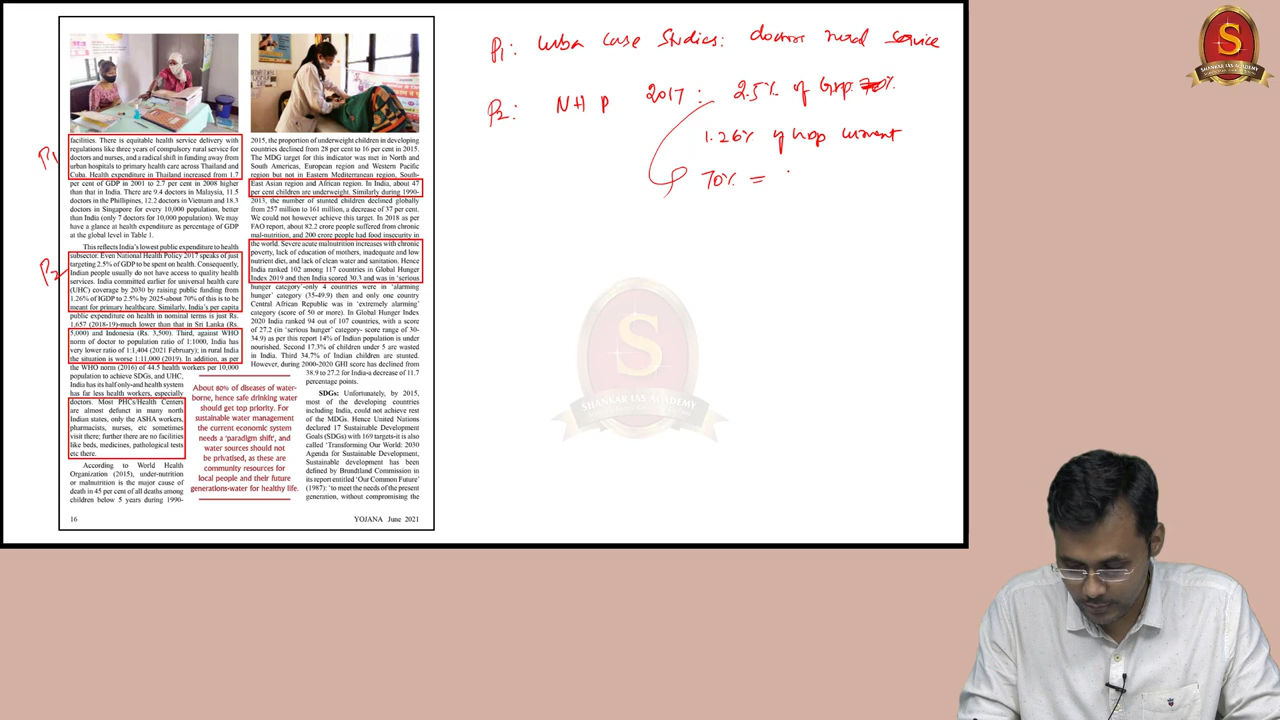 facilities. There is equitable health service delivery with
regulations like three years of compulsory rural service for
doctors and nurses, and a radical shift in funding away from
urban hospitals to primary health care across Thailand and
Cuba. Health expenditure in Thailand increased from 1.7
per cent of GDP in 2001 to 2.7 per cent in 2008 higher
than that in India. There are 9.4 doctors in Malaysia, 11.5
doctors in the Phillipines, 12.2 doctors in Vietnam and 18.3
doctors in Singapore for every 10,000 population, better
than India (only 7 doctors for 10,000 population). We may
have a glance at health expenditure as percentage of GDP
at the global level in Table 1.
This reflects India's lowest public expenditure to health
subsector. Even National Health Policy 2017 speaks of just
targeting 2.5% of GDP to be spent on health. Consequently,
Indian people usually do not have access to quality health
services. India committed earlier for universal health care
(UHC) coverage by 2030 by raising public funding from
1.26% of lGDP to 2.5% by 2025-about 70% of this is to be
meant for primary healthcare. Similarly, India's per capita
public expenditure on health in nominal terms is just Rs.
1,657 (2018-19)-much lower than that in Sri Lanka (Rs.
5,000) and Indonesia (Rs. 3,500). Third, against WHO
norm of doctor to population ratio of 1:1000, India has
very lower ratio of 1:1,404 (2021 February); in rural India
the situation is worse 1:11,000 (2019). In addition, as per
the WHO norm (2016) of 44.5 health workers per 10,000
population to achieve SDGs, and UHC,
India has its half only-and health system
has far less health workers, especially
doctors. Most PHCs/Health Centers
are almost defunct in many north
Indian states, only the ASHA workers,
pharmacists, nurses, etc sometimes
visit there; further there are no facilities
like beds, medicines, pathological tests
etc there.
According to World Health
Organization (2015), under-nutrition
or malnutrition is the major cause of
death in 45 per cent of all deaths among
children below 5 years during 1990-
About 80% of diseases of water-
borne, hence safe drinking water
should get top priority. For
sustainable water management
the current economic system
needs a 'paradigm shift', and
water sources should not
be privatised, as these are
community resources for
local people and their future
generations-water for healthy life.
2015, the proportion of underweight children in developing
countries declined from 28 per cent to 16 per cent in 2015.
The MDG target for this indicator was met in North and
South Americas, European region and Western Pacific
region but not in Eastern Mediterranean region, South-
East Asian region and African region. In India, about 47
per cent children are underweight. Similarly during 1990-
2013, the number of stunted children declined globally
from 257 million to 161 million, a decrease of 37 per cent.
We could not however achieve this target. In 2018 as per
FAO report, about 82.2 crore people suffered from chronic
mal-nutrition, and 200 crore people had food insecurity in
the world. Severe acute malnutrition increases with chronic
poverty, lack of education of mothers, inadequate and low
nutrient diet, and lack of clean water and sanitation. Hence
India ranked 102 among 117 countries in Global Hunger
Index 2019 and then India scored 30.3 and was in 'serious
hunger category'-only 4 countries were in 'alarming
hunger' category (35-49.9) then and only one country
Central African Republic was in 'extremely alarming'
category (score of 50 or more). In Global Hunger Index
2020 India ranked 94 out of 107 countries, with a score
of 27.2 (in 'serious hunger' category- score range of 30-
34.9) as per this report 14% of Indian population is under
nourished. Second 17.3% of children under 5 are wasted
in India. Third 34.7% of Indian children are stunted.
However, during 2000-2020 GHI score has declined from
38.9 to 27.2 for India-a decrease of 11.7
percentage points.
SDGs: Unfortunately, by 2015,
most of the developing countries
including India, could not achieve rest
of the MDGs. Hence United Nations
declared 17 Sustainable Development
Goals (SDGs) with 169 targets-it is also
called 'Transforming Our World: 2030
Agenda for Sustainable Development,
Sustainable development has been
defined by Brundtland Commission in
its report entitled 'Our Common Future'
(1987): 'to meet the needs of the present
generation, without compromising the
16 YOJANA June 2021
P1
P2
P1: Case Studies: doctor rural service
P2: NHP 2017: 2.5% of GDP
1.26% of current
70% =
S
SHANKAR IAS ACADEMY
S
SHANKAR IAS ACADEMY